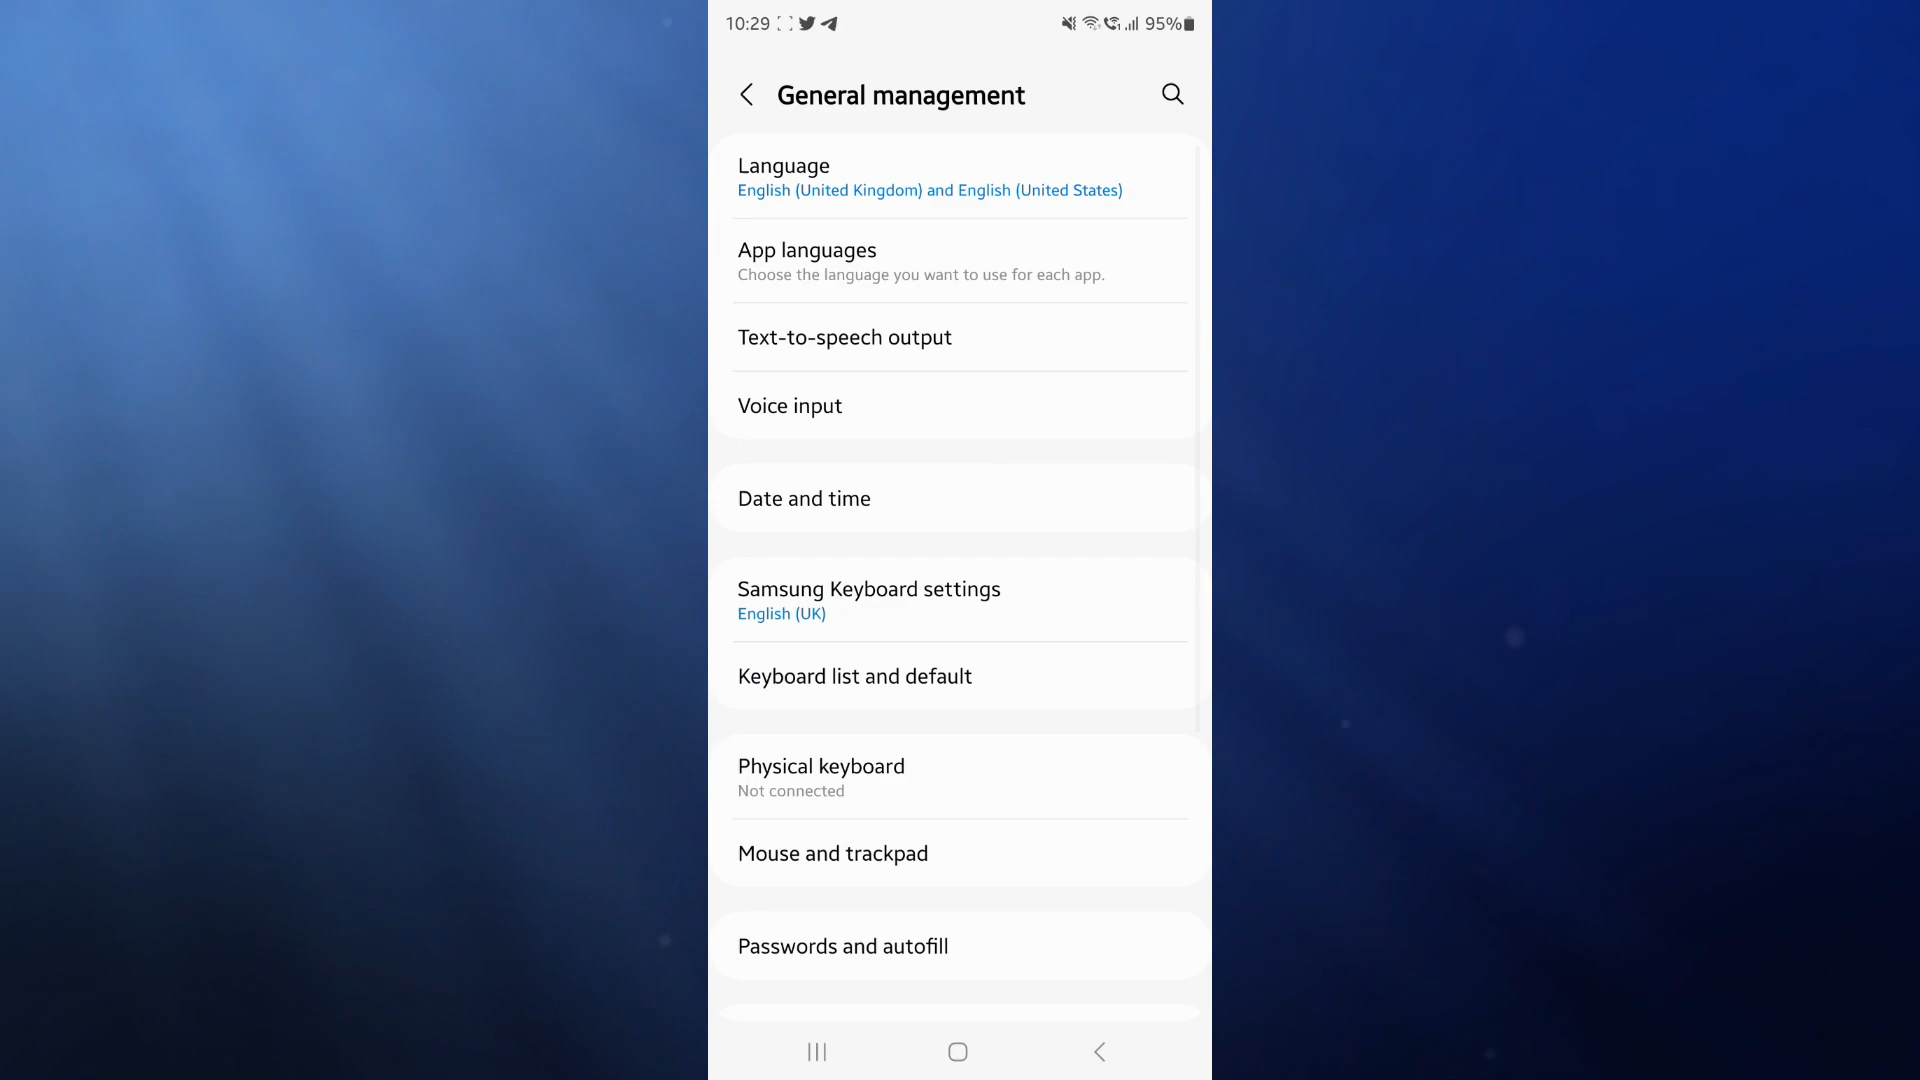 10:29
95%
General management
Language
English (United Kingdom) and English (United States)
App languages
Choose the language you want to use for each app.
Text-to-speech output
Voice input
Date and time
Samsung Keyboard settings
English (UK)
Keyboard list and default
Physical keyboard
Not connected
Mouse and trackpad
Passwords and autofill